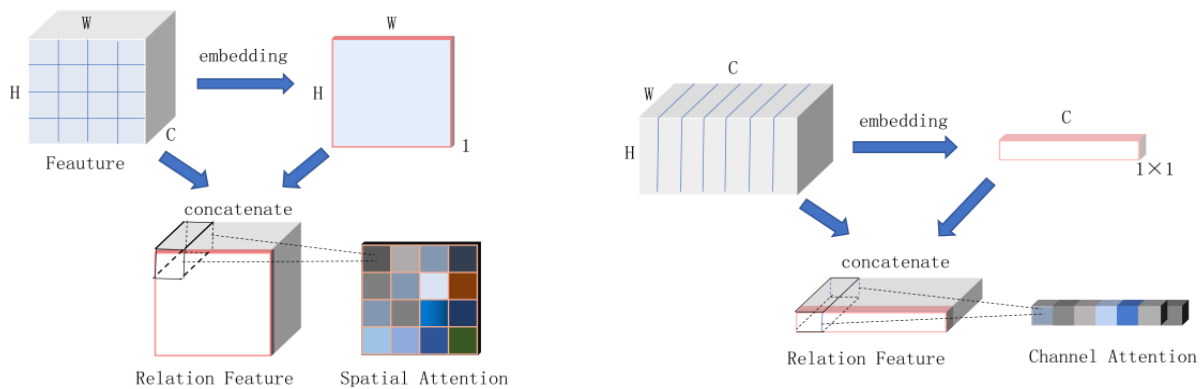 W
W
embedding
H
H
C
1
Feauture
concatenate
Relation Feature
Spatial Attention
C
W
embedding
C
H
1×1
concatenate
Relation Feature
Channel Attention